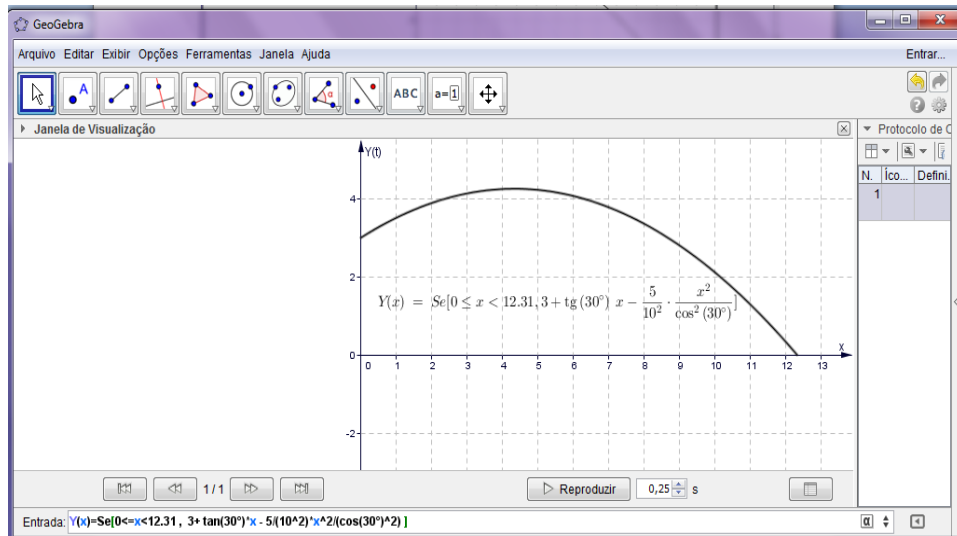 GeoGebra
Arquivo Editar Exibir Opções Ferramentas Janela Ajuda Entrar...
A α ABC a=1
Janela de Visualização
Protocolo de C
N. Íco... Defini.
1
Y(t)
4
2
Y(x) = Se[0 ≤ x < 12.31, 3 + tg (30°) x − 5/10² · x²/cos² (30°)]
x
0
0 1 2 3 4 5 6 7 8 9 10 11 12 13
-2
1 / 1 Reproduzir 0,25 s
Entrada: Y(x)=Se[0<=x<12.31 , 3+ tan(30°)*x - 5/(10^2)*x^2/(cos(30°)^2) ] α